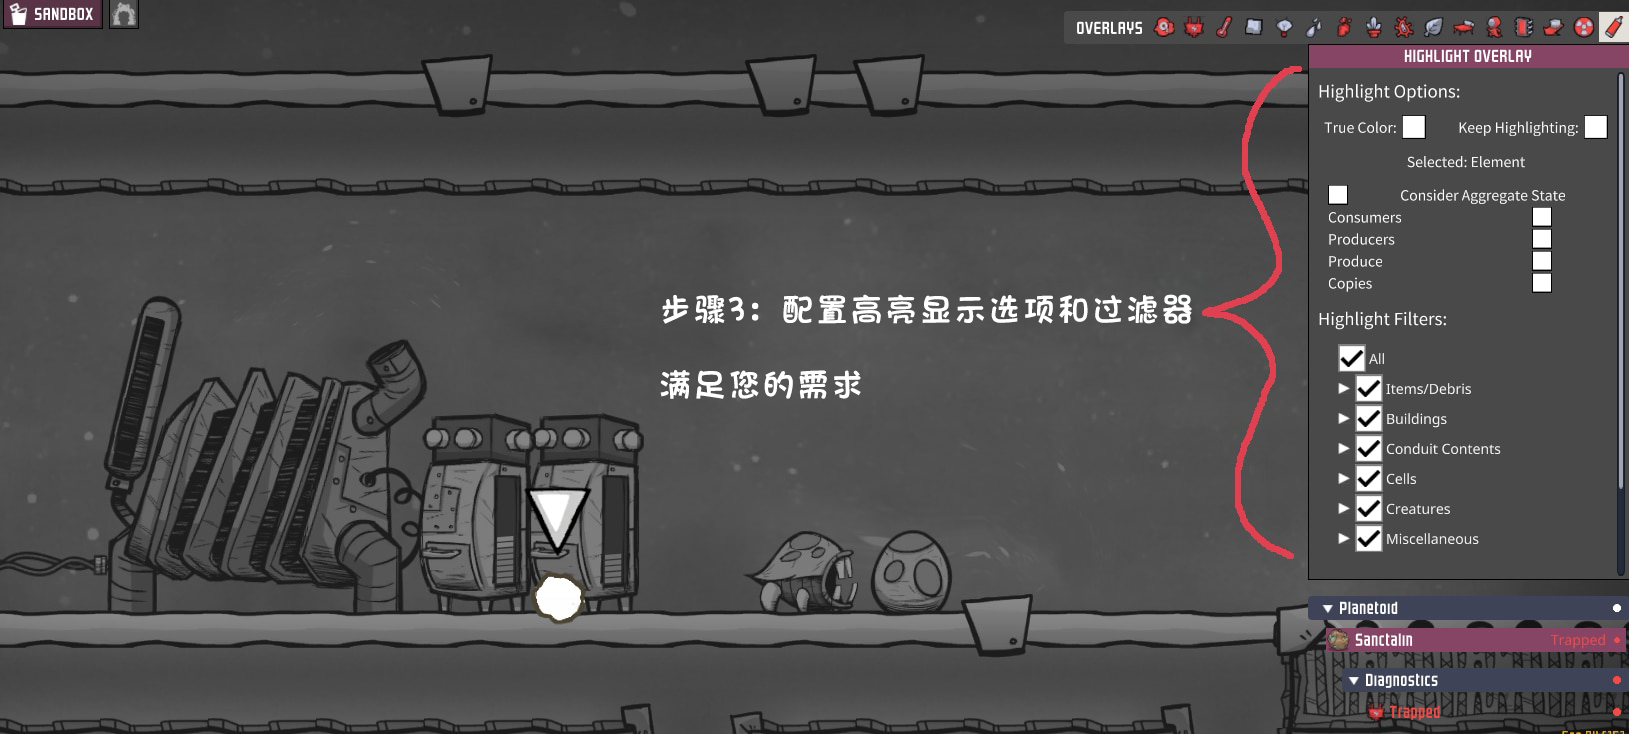 SANDBOX
OVERLAYS
HIGHLIGHT OVERLAY
Highlight Options:
True Color: Keep Highlighting:
Selected: Element
Consider Aggregate State
Consumers
Producers
Produce
Copies
步骤3：配置高亮显示选项和过滤器
满足您的需求
Highlight Filters:
All
Items/Debris
Buildings
Conduit Contents
Cells
Creatures
Miscellaneous
Planetoid
Sanctalin Trapped
Diagnostics
Trapped